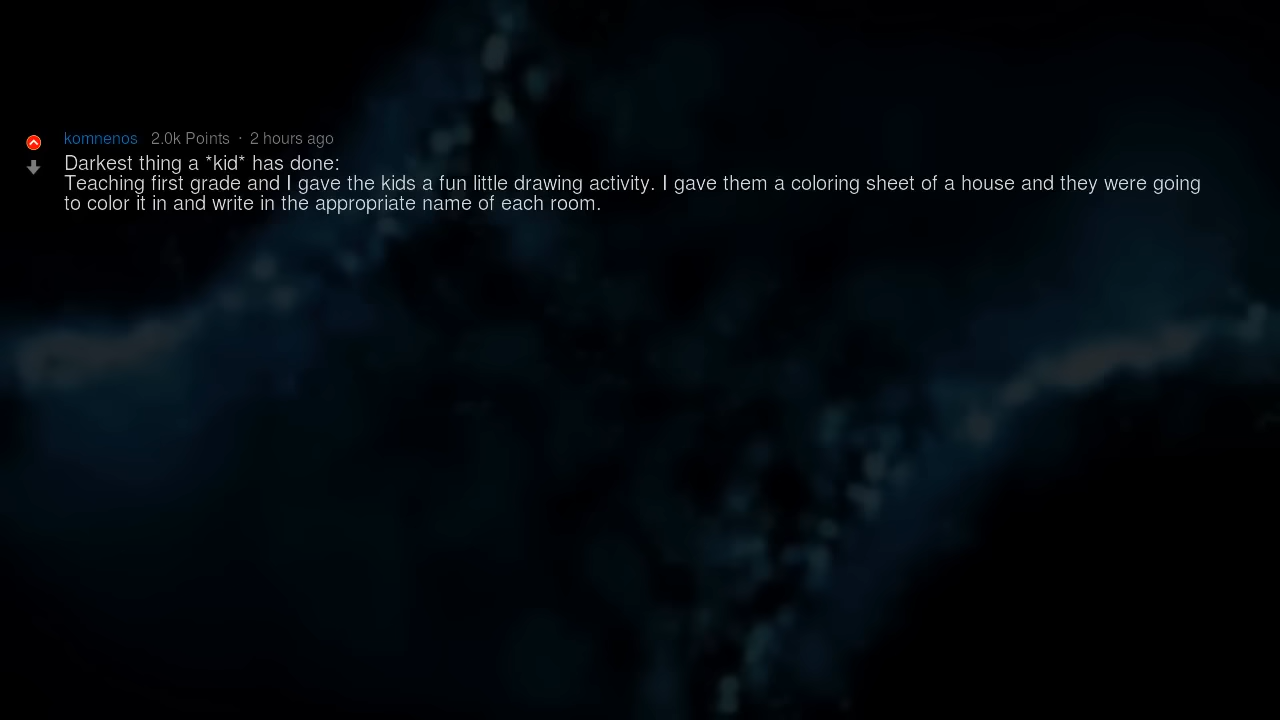 komnenos 2.0k Points · 2 hours ago
Darkest thing a *kid* has done:
Teaching first grade and I gave the kids a fun little drawing activity. I gave them a coloring sheet of a house and they were going
to color it in and write in the appropriate name of each room.